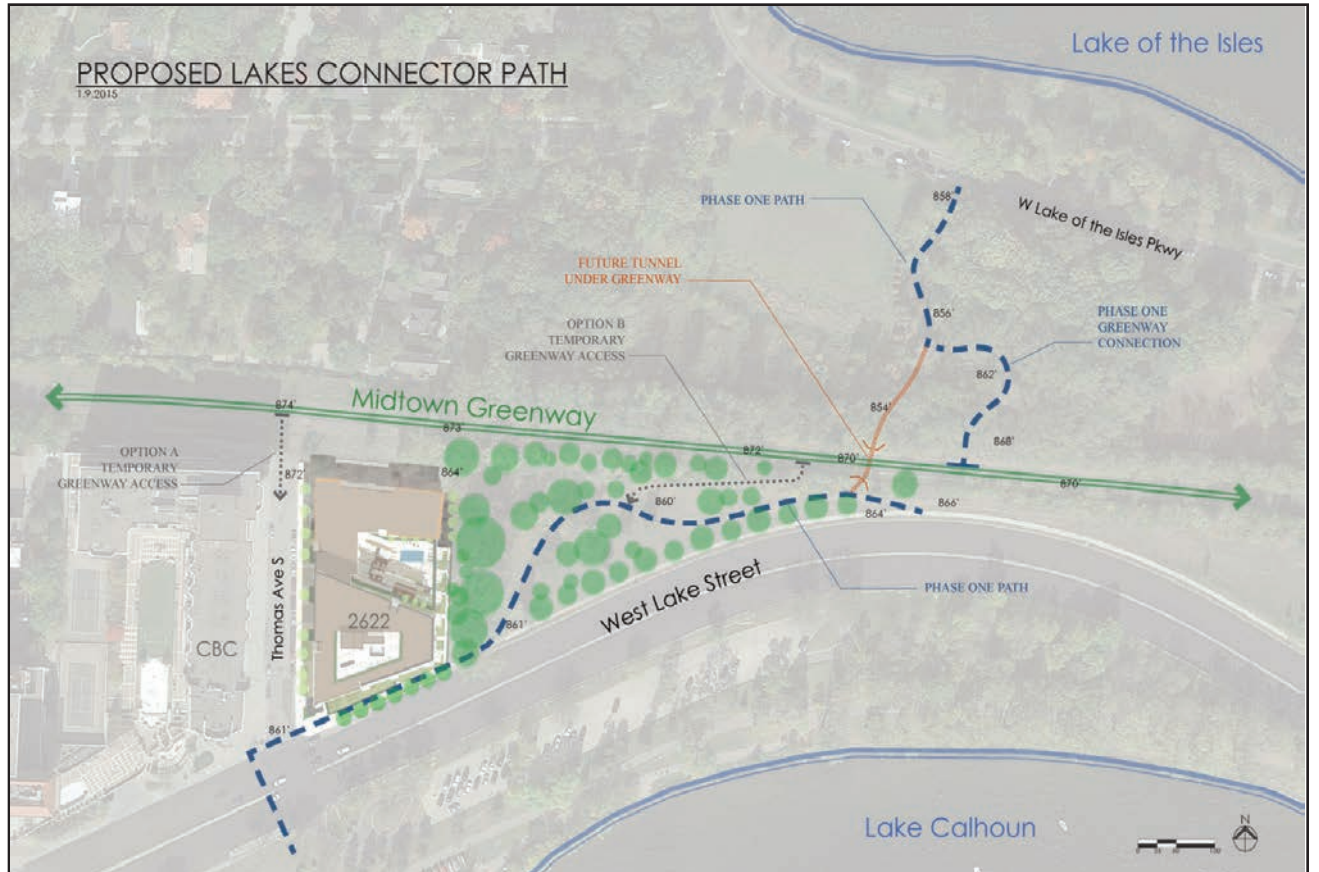 Lake of the Isles
PROPOSED LAKES CONNECTOR PATH
1.9.2015
858'
PHASE ONE PATH
W Lake of the Isles Pkwy
FUTURE TUNNEL
UNDER GREENWAY
856'
PHASE ONE
GREENWAY
CONNECTION
OPTION B
TEMPORARY
GREENWAY ACCESS
862'
854'
874'
Midtown Greenway
873'
868'
872'
870'
OPTION A
TEMPORARY
GREENWAY ACCESS
872'
864'
870'
860'
866'
864'
Thomas Ave S
PHASE ONE PATH
West Lake Street
2622
861'
CBC
861'
Lake Calhoun
N